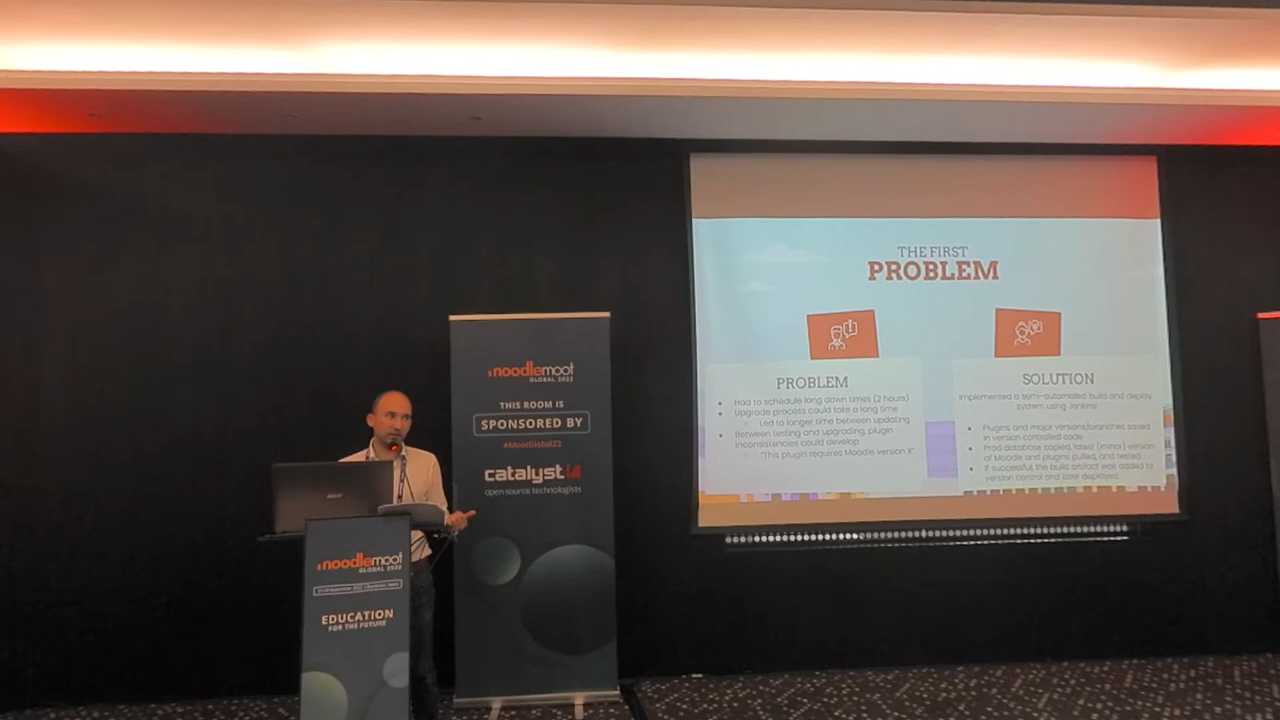 THE FIRST
PROBLEM
PROBLEM
Had to schedule long down times (2 hours)
Upgrade process could take a long time
Led to longer time between updating
Between testing and upgrading, plugin
inconsistencies could develop
"This plugin requires Moodle version X"
SOLUTION
Implemented a semi-automated build and deploy
system using Jenkins!
Plugins and major versions/branches saved
in version controlled code
Prod database copied, latest (minor) version
of Moodle and plugins pulled, and tested
If successful, the build artifact was added to
version control and later deployed.
moodlemoot
GLOBAL 2022
THIS ROOM IS
SPONSORED BY
#MootGlobal22
catalyst
open source technologists
acer
moodlemoot
GLOBAL 2022
EDUCATION
FOR THE FUTURE